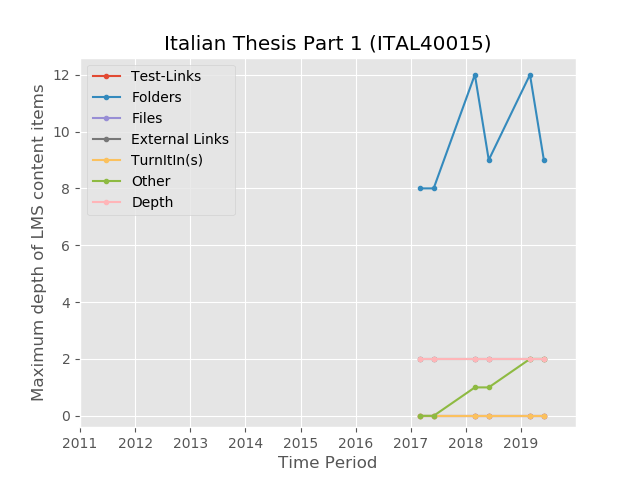 Italian Thesis Part 1 (ITAL40015)
Test-Links
Folders
Files
External Links
TurnItIn(s)
Other
Depth
Maximum depth of LMS content items
12
10
8
6
4
2
0
2011 2012 2013 2014 2015 2016 2017 2018 2019
Time Period